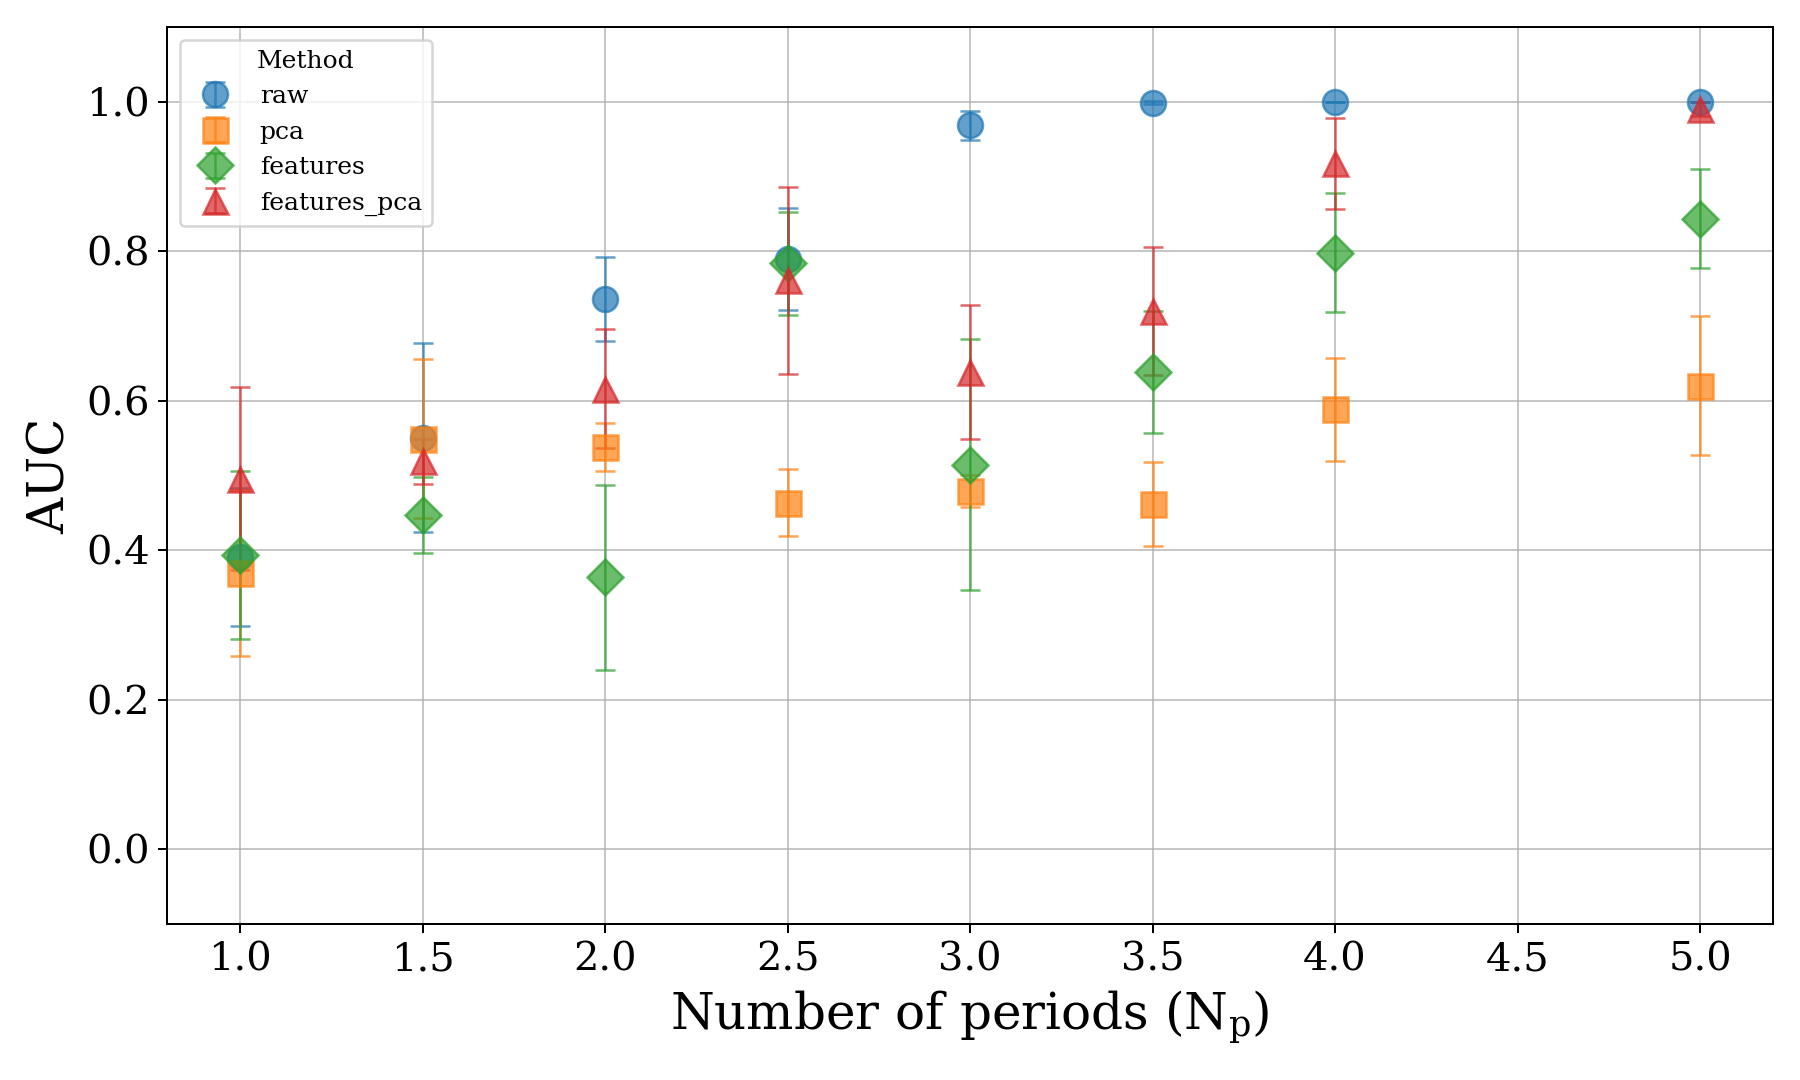 Method
raw
pca
features
features_pca
1.0
0.8
0.6
0.4
0.2
0.0
AUC
1.0 1.5 2.0 2.5 3.0 3.5 4.0 4.5 5.0
Number of periods (Np)